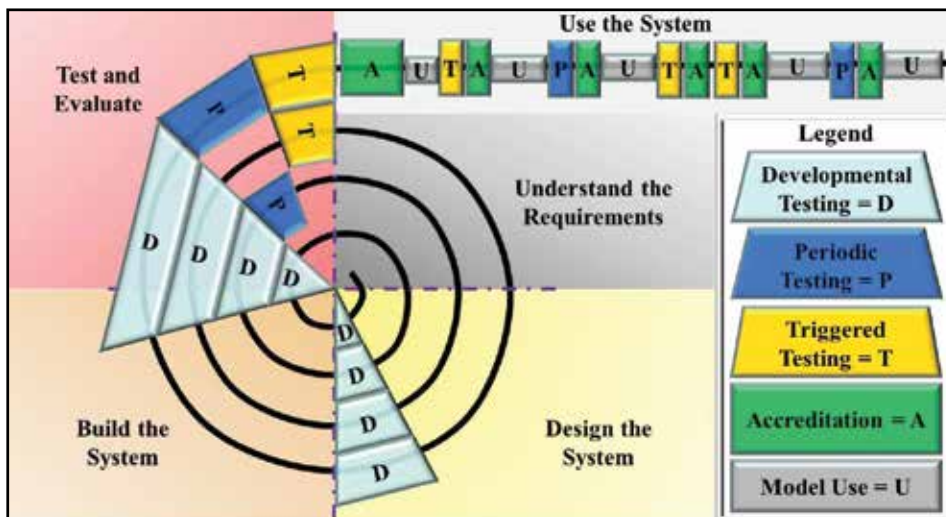 Use the System
A U T A U P A U T A T A U P A U
Test and
Evaluate
T
P
T
P
D D D D
Understand the
Requirements
D
D
D
D
Build the
System
Design the
System
Legend
Developmental
Testing = D
Periodic
Testing = P
Triggered
Testing = T
Accreditation = A
Model Use = U